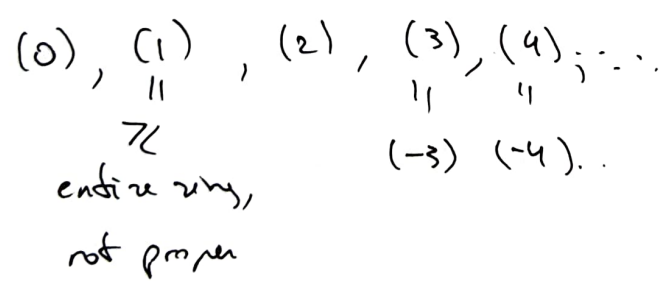 (0), (1), (2), (3), (4), ....
|| || ||
ℤ (-3) (-4)...
entire ring,
not proper